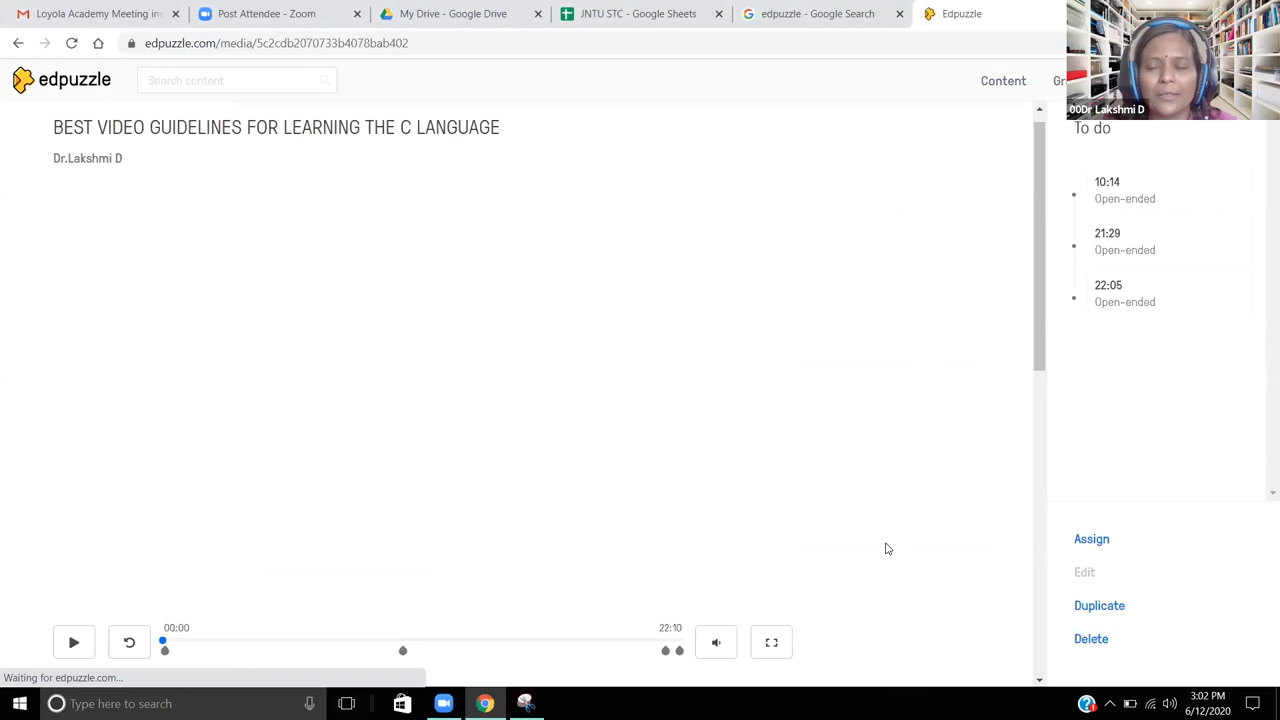 Loyola Academy Meeting in
Post Attendee - Zoom
My Drive - Google Drive
JNTU STC - Google Sheets
edpuzzle - Google Search
Edpuzzle
edpuzzle.com/media/5c2cdb2070733b4078bab402
edpuzzle
Search content
Content
Gr
00Dr Lakshmi D
BEST VIDEO GUIDELINES FOR LEARNING THE C LANGUAGE
Dr.Lakshmi D
To do
10:14
Open-ended
21:29
Open-ended
22:05
Open-ended
Assign
Edit
Duplicate
Delete
00:00
22:10
Waiting for edpuzzle.com...
Type here to search
3:02 PM
6/12/2020